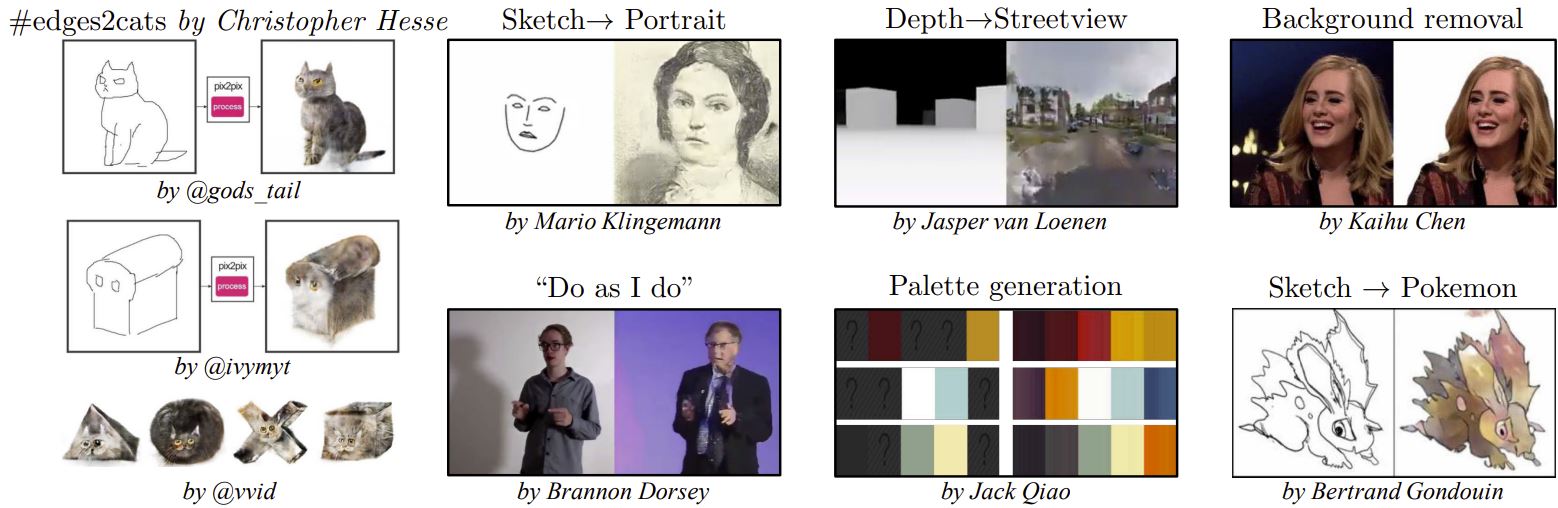 #edges2cats by Christopher Hesse
pix2pix
process
by @gods_tail
pix2pix
process
by @ivymyt
by @vvid
Sketch→ Portrait
by Mario Klingemann
"Do as I do"
by Brannon Dorsey
Depth→Streetview
by Jasper van Loenen
Palette generation
? ? ?
? ? ?
? ?
by Jack Qiao
Background removal
by Kaihu Chen
Sketch → Pokemon
by Bertrand Gondouin